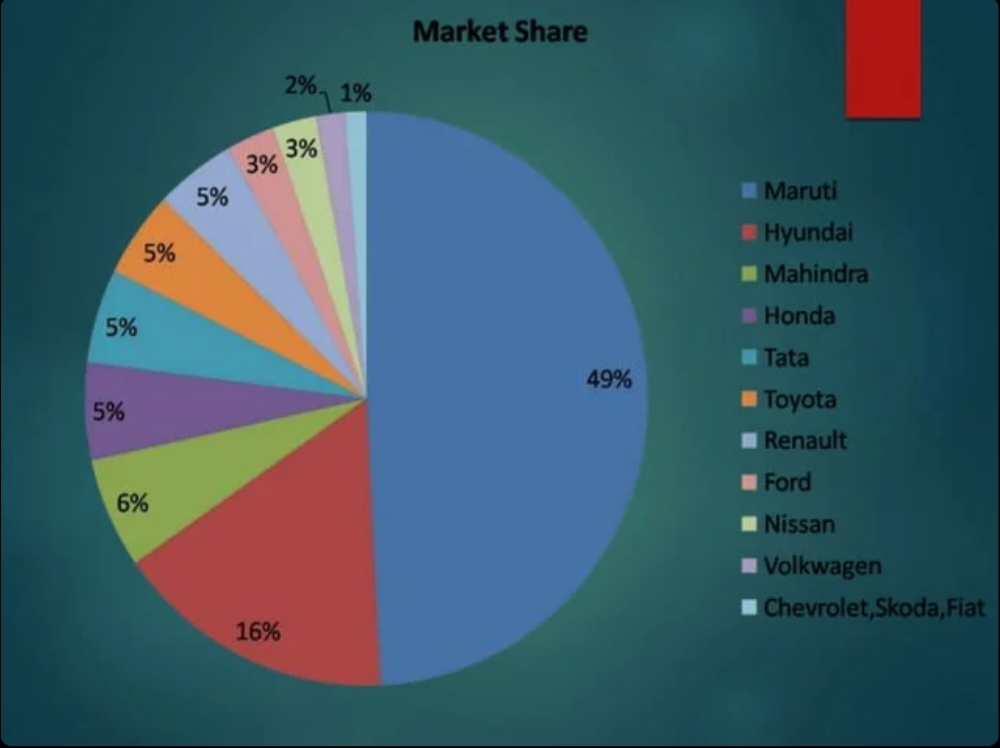 Market Share
2%
1%
3%
3%
5%
5%
5%
5%
6%
16%
49%
Maruti
Hyundai
Mahindra
Honda
Tata
Toyota
Renault
Ford
Nissan
Volkwagen
Chevrolet,Skoda,Fiat